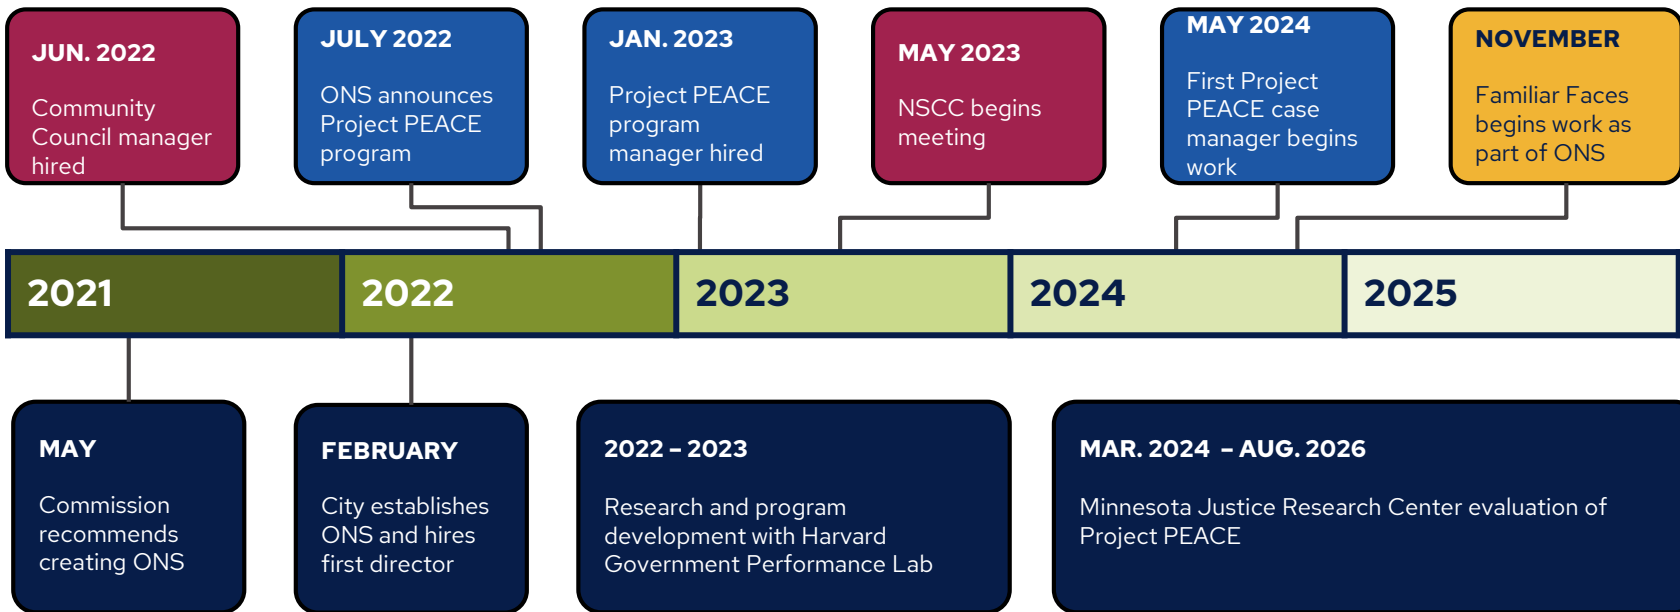 JUN. 2022
Community
Council manager
hired
JULY 2022
ONS announces
Project PEACE
program
JAN. 2023
Project PEACE
program
manager hired
MAY 2023
NSCC begins
meeting
MAY 2024
First Project
PEACE case
manager begins
work
NOVEMBER
Familiar Faces
begins work as
part of ONS
2021
2022
2023
2024
2025
MAY
Commission
recommends
creating ONS
FEBRUARY
City establishes
ONS and hires
first director
2022 – 2023
Research and program
development with Harvard
Government Performance Lab
MAR. 2024 – AUG. 2026
Minnesota Justice Research Center evaluation of
Project PEACE